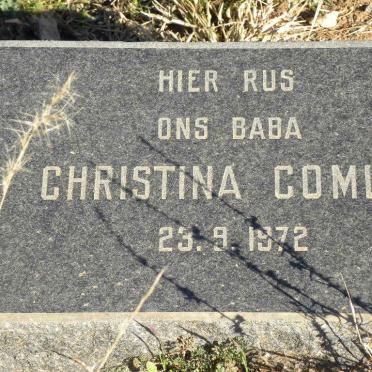 HIER RUS
ONS BABA
CHRISTINA
23.9.1972